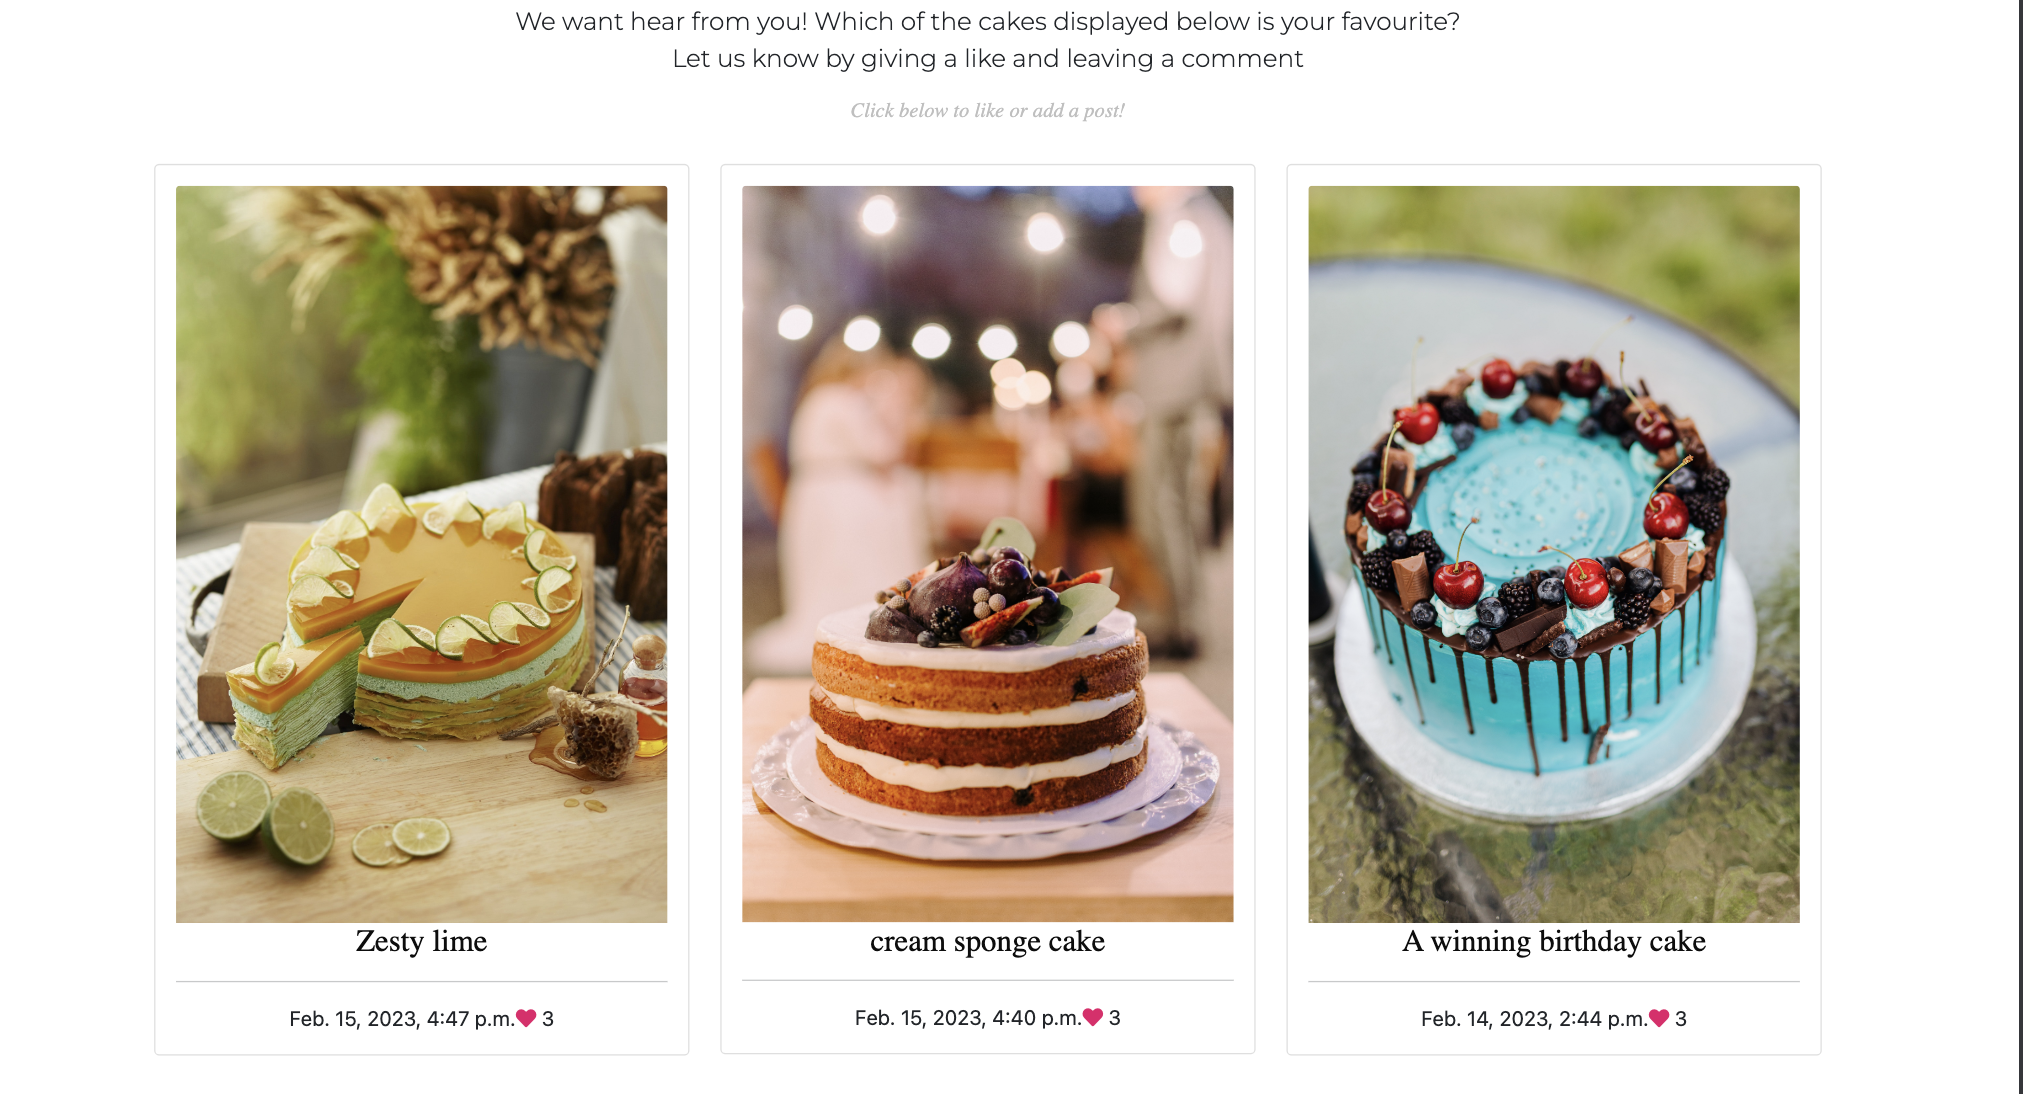 We want hear from you! Which of the cakes displayed below is your favourite?
Let us know by giving a like and leaving a comment
Click below to like or add a post!
Zesty lime
Feb. 15, 2023, 4:47 p.m. 3
cream sponge cake
Feb. 15, 2023, 4:40 p.m. 3
A winning birthday cake
Feb. 14, 2023, 2:44 p.m. 3